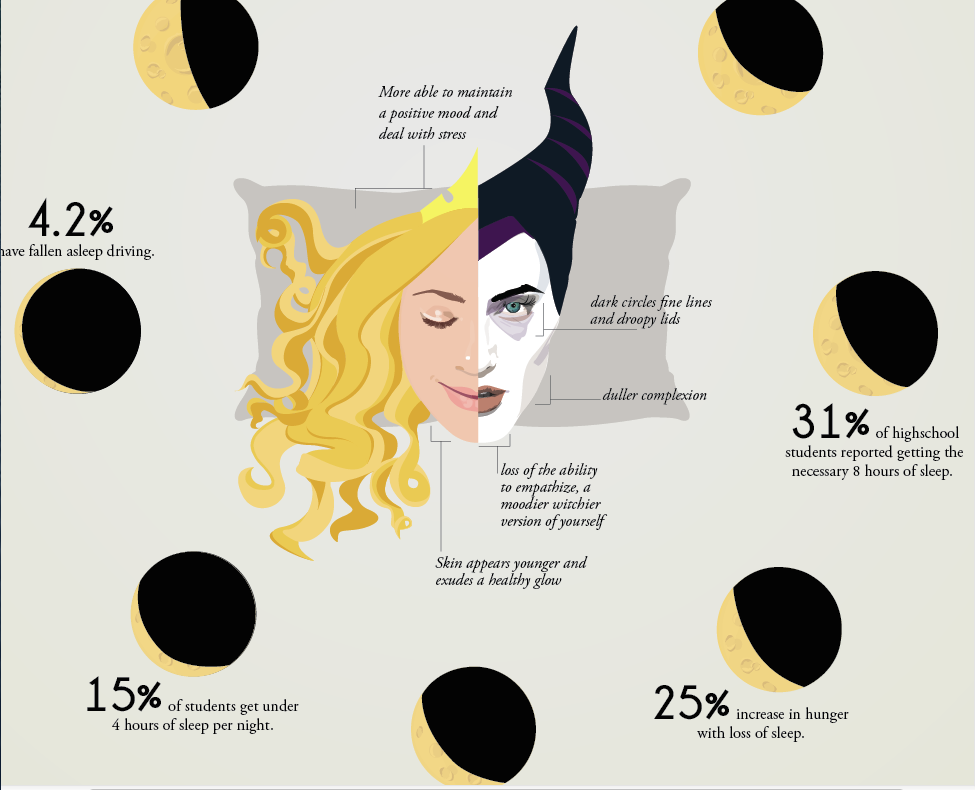 More able to maintain
a positive mood and
deal with stress
4.2%
have fallen asleep driving.
dark circles fine lines
and droopy lids
duller complexion
31% of highschool
students reported getting the
necessary 8 hours of sleep.
loss of the ability
to empathize, a
moodier witchier
version of yourself
Skin appears younger and
exudes a healthy glow
15% of students get under
4 hours of sleep per night.
25% increase in hunger
with loss of sleep.